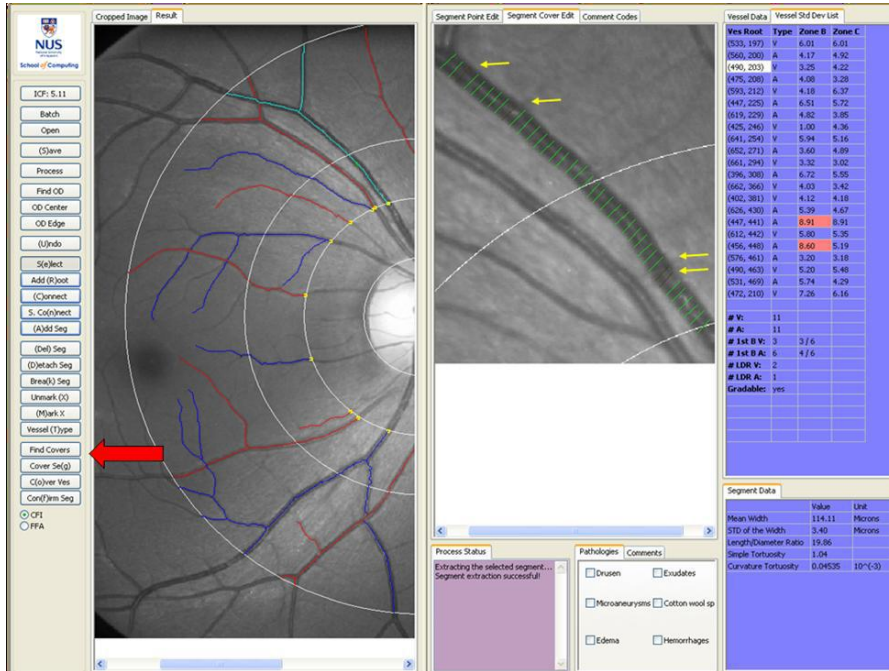 NUS
School of Computing
ICF: 5.11
Batch
Open
(S)ave
Process
Find OD
OD Center
OD Edge
(U)ndo
S(e)lect
Add (R)oot
(C)onnect
S. Co(n)nect
(A)dd Seg
(Del) Seg
(D)etach Seg
Brea(k) Seg
Unmark (X)
(M)ark X
Vessel (T)ype
Find Covers
Cover Se(g)
C(o)ver Ves
Con(f)irm Seg
CFI
FFA
Cropped Image Result
Segment Point Edit Segment Cover Edit Comment Codes
Process Status
Extracting the selected segment...
Segment extraction successful!
Pathologies Comments
Drusen Exudates
Microaneurysms Cotton wool sp
Edema Hemorrhages
Vessel Data Vessel Std Dev List
Ves Root Type Zone B Zone C
(533, 197) V 6.01 6.01
(560, 200) A 4.17 4.92
(490, 203) V 3.25 4.22
(475, 208) A 4.08 3.28
(593, 212) V 4.18 6.37
(447, 225) A 6.51 5.72
(619, 229) A 4.82 3.85
(425, 246) V 1.00 4.36
(641, 254) V 5.94 5.16
(652, 271) A 3.60 4.89
(661, 294) V 3.32 3.02
(396, 308) A 6.72 5.55
(662, 366) V 4.03 3.42
(402, 381) V 4.12 4.18
(626, 430) A 5.39 4.67
(447, 441) A 8.91 8.91
(612, 442) V 5.80 5.35
(456, 448) A 8.60 5.19
(576, 461) A 3.20 3.18
(490, 463) V 5.20 5.48
(531, 469) A 5.74 4.29
(472, 210) V 7.26 6.16
# V: 11
# A: 11
# 1st B V: 3 3 / 6
# 1st B A: 6 4 / 6
# LDR V: 2
# LDR A: 1
Gradable: yes
Segment Data
Value Unit
Mean Width 114.11 Microns
STD of the Width 3.40 Microns
Length/Diameter Ratio 19.86
Simple Tortuosity 1.04
Curvature Tortuosity 0.04535 10^(-3)